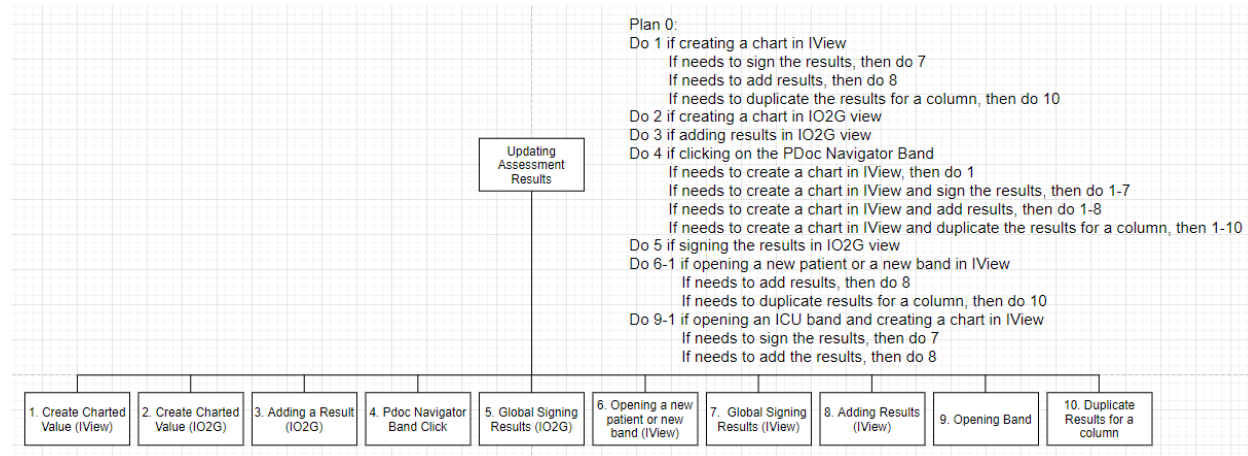 Plan 0:
Do 1 if creating a chart in IView
If needs to sign the results, then do 7
If needs to add results, then do 8
If needs to duplicate the results for a column, then do 10
Do 2 if creating a chart in IO2G view
Do 3 if adding results in IO2G view
Do 4 if clicking on the PDoc Navigator Band
If needs to create a chart in IView, then do 1
If needs to create a chart in IView and sign the results, then do 1-7
If needs to create a chart in IView and add results, then do 1-8
If needs to create a chart in IView and duplicate the results for a column, then 1-10
Do 5 if signing the results in IO2G view
Do 6-1 if opening a new patient or a new band in IView
If needs to add results, then do 8
If needs to duplicate results for a column, then do 10
Do 9-1 if opening an ICU band and creating a chart in IView
If needs to sign the results, then do 7
If needs to add the results, then do 8
Updating
Assessment
Results
1. Create Charted
Value (IView)
2. Create Charted
Value (IO2G)
3. Adding a Result
(IO2G)
4. Pdoc Navigator
Band Click
5. Global Signing
Results (IO2G)
6. Opening a new
patient or new
band (IView)
7. Global Signing
Results (IView)
8. Adding Results
(IView)
9. Opening Band
10. Duplicate
Results for a
column